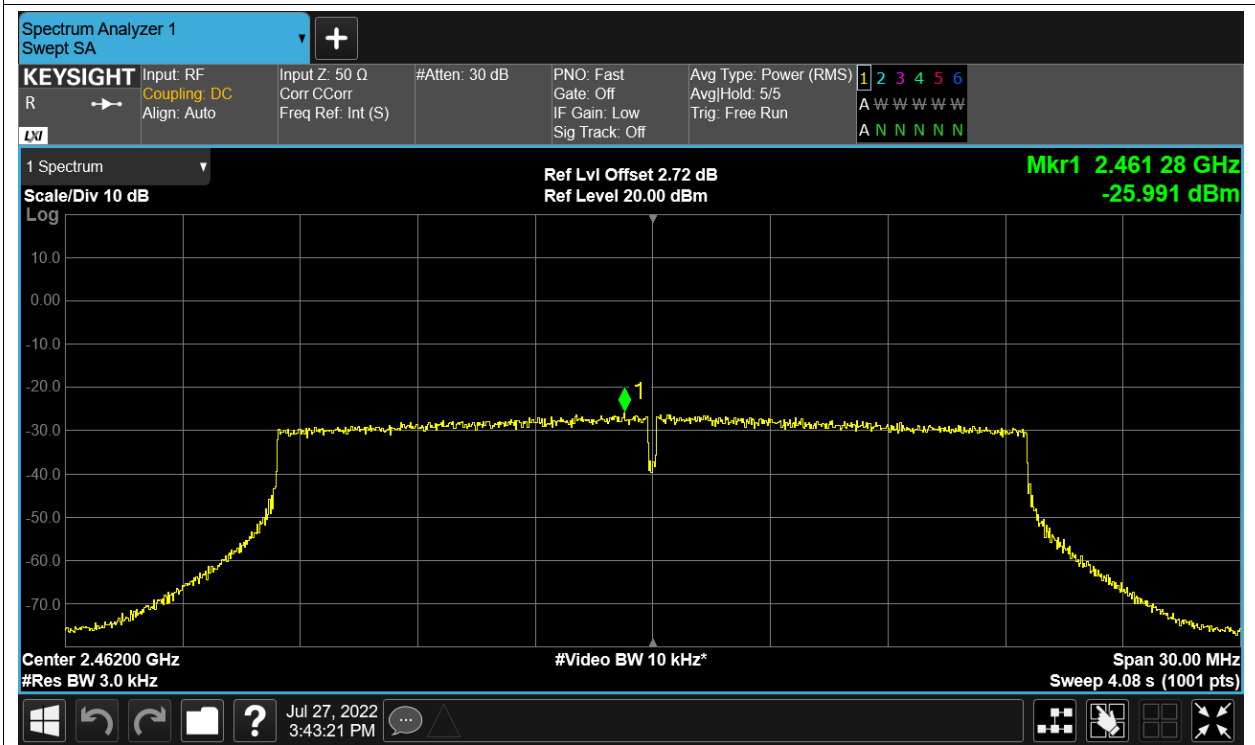 Spectrum Analyzer 1
Swept SA
+
KEYSIGHT
R
LXI
Input: RF
Coupling: DC
Align: Auto
Input Z: 50 Ω
Corr CCorr
Freq Ref: Int (S)
#Atten: 30 dB
PNO: Fast
Gate: Off
IF Gain: Low
Sig Track: Off
Avg Type: Power (RMS)
Avg|Hold: 5/5
Trig: Free Run
1 2 3 4 5 6
A W W W W W
A N N N N N
1 Spectrum
Scale/Div 10 dB
Log
Ref Lvl Offset 2.72 dB
Ref Level 20.00 dBm
Mkr1 2.461 28 GHz
-25.991 dBm
10.0
0.00
-10.0
-20.0
-30.0
-40.0
-50.0
-60.0
-70.0
1
Center 2.46200 GHz
#Res BW 3.0 kHz
#Video BW 10 kHz*
Span 30.00 MHz
Sweep 4.08 s (1001 pts)
?
Jul 27, 2022
3:43:21 PM